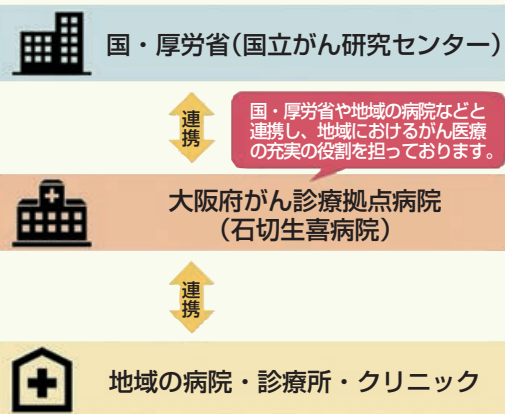 国・厚労省(国立がん研究センター)
連携
国・厚労省や地域の病院などと
連携し、地域におけるがん医療
の充実の役割を担っております。
大阪府がん診療拠点病院
(石切生喜病院)
連携
地域の病院・診療所・クリニック